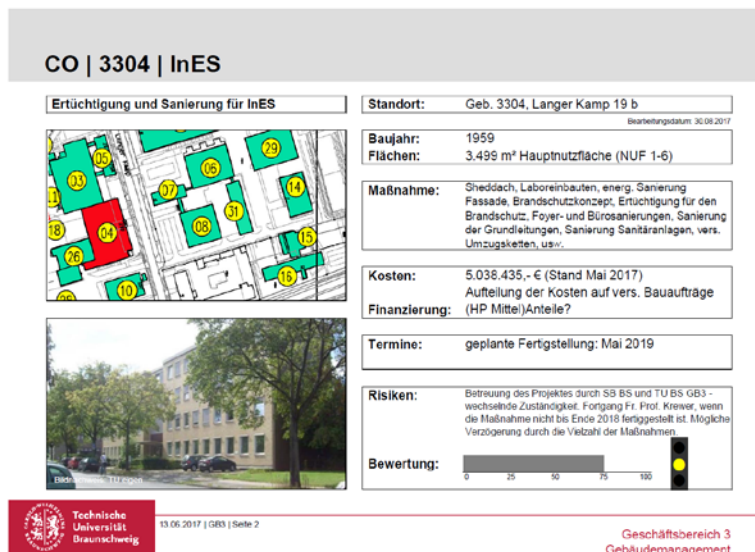 CO | 3304 | InES
Ertüchtigung und Sanierung für InES
Standort: Geb. 3304, Langer Kamp 19 b
Bearbeitungsdatum: 30.08.2017
Baujahr: 1959
Flächen: 3.499 m² Hauptnutzfläche (NUF 1-6)
Maßnahme: Sheddach, Laboreinbauten, energ. Sanierung
Fassade, Brandschutzkonzept, Ertüchtigung für den
Brandschutz, Foyer- und Bürosanierungen, Sanierung
der Grundleitungen, Sanierung Sanitäranlagen, vers.
Umzugsketten, usw.
Kosten: 5.038.435,- € (Stand Mai 2017)
Aufteilung der Kosten auf vers. Bauaufträge
Finanzierung: (HP Mittel)Anteile?
Termine: geplante Fertigstellung: Mai 2019
Risiken: Betreuung des Projektes durch SB BS und TU BS GB3 -
wechselnde Zuständigkeit. Fortgang Fr. Prof. Krewer, wenn
die Maßnahme nicht bis Ende 2018 fertiggestellt ist. Mögliche
Verzögerung durch die Vielzahl der Maßnahmen.
Bewertung:
0 25 50 75 100
Langer Kamp
03
05
06
29
07
14
31
04
08
18
26
15
16
10
Bildnachweis: TU eigen
Technische
Universität
Braunschweig
13.06.2017 | GB3 | Seite 2
Geschäftsbereich 3
Gebäudemanagement